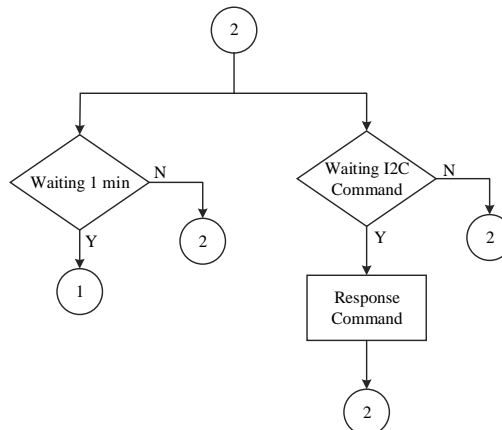 2
Waiting 1 min
N
2
Y
1
Waiting I2C
Command
N
2
Y
Response
Command
2